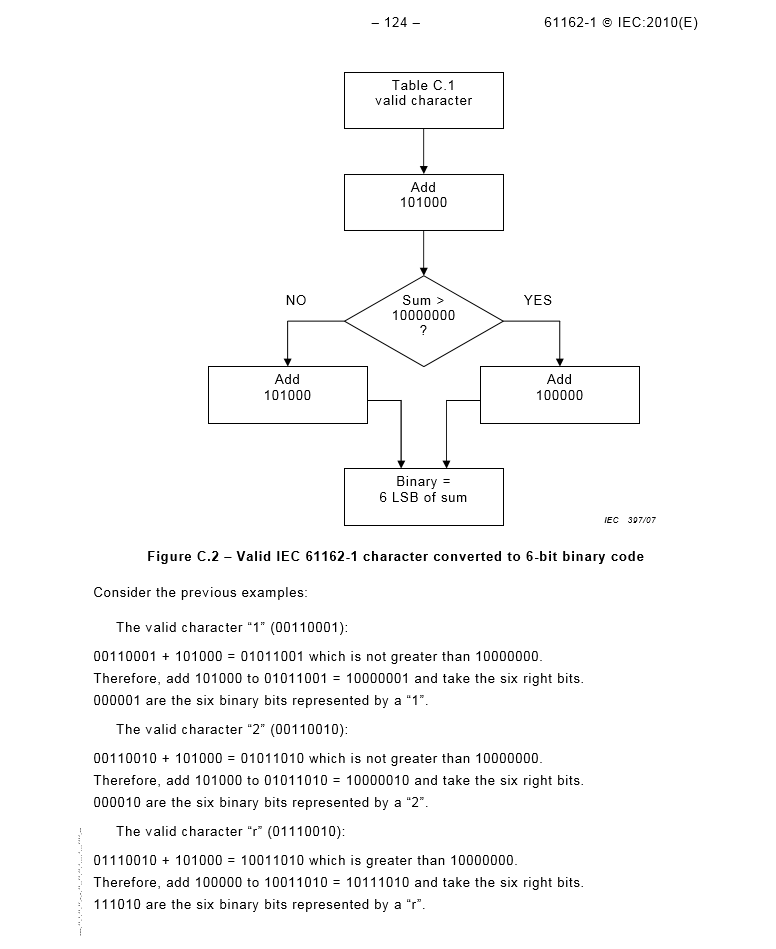 – 124 –
61162-1 © IEC:2010(E)
Table C.1
valid character
Add
101000
Sum >
10000000
?
NO
YES
Add
101000
Add
100000
Binary =
6 LSB of sum
IEC 397/07
Figure C.2 – Valid IEC 61162-1 character converted to 6-bit binary code
Consider the previous examples:
The valid character “1” (00110001):
00110001 + 101000 = 01011001 which is not greater than 10000000.
Therefore, add 101000 to 01011001 = 10000001 and take the six right bits.
000001 are the six binary bits represented by a “1”.
The valid character “2” (00110010):
00110010 + 101000 = 01011010 which is not greater than 10000000.
Therefore, add 101000 to 01011010 = 10000010 and take the six right bits.
000010 are the six binary bits represented by a “2”.
The valid character “r” (01110010):
01110010 + 101000 = 10011010 which is greater than 10000000.
Therefore, add 100000 to 10011010 = 10111010 and take the six right bits.
111010 are the six binary bits represented by a “r”.